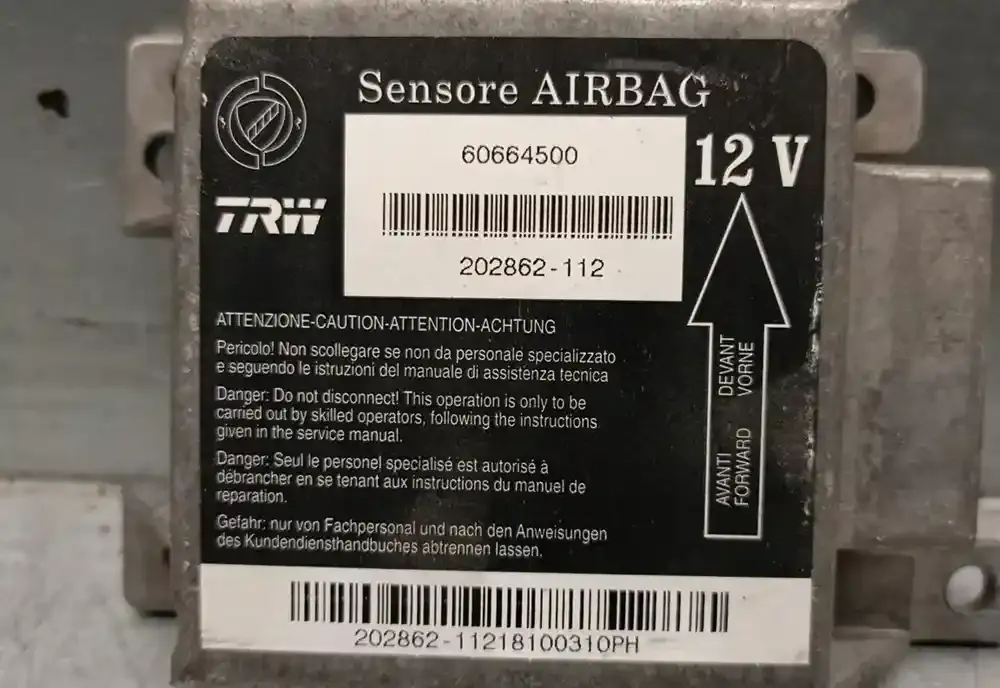 Sensore AIRBAG
60664500
12 V
TRW
202862-112
ATTENZIONE-CAUTION-ATTENTION-ACHTUNG
Pericolo! Non scollegare se non da personale specializzato
e seguendo le istruzioni del manuale di assistenza tecnica
Danger: Do not disconnect! This operation is only to be
carried out by skilled operators, following the instructions
given in the service manual.
Danger: Seul le personel specialisé est autorisé à
débrancher en se tenant aux instructions du manuel de
reparation.
Gefahr: nur von Fachpersonal und nach den Anweisungen
des Kundendiensthandbuches abtrennen lassen.
AVANTI DEVANT
FORWARD VORNE
202862-11218100310PH